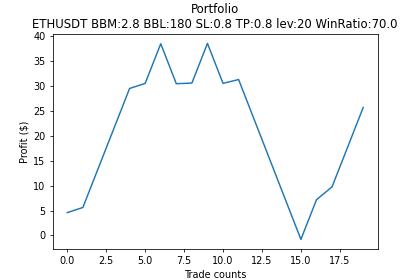 Portfolio
ETHUSDT BBM:2.8 BBL:180 SL:0.8 TP:0.8 lev:20 WinRatio:70.0
40
35
30
25
20
15
10
5
0
Profit ($)
0.0 2.5 5.0 7.5 10.0 12.5 15.0 17.5
Trade counts